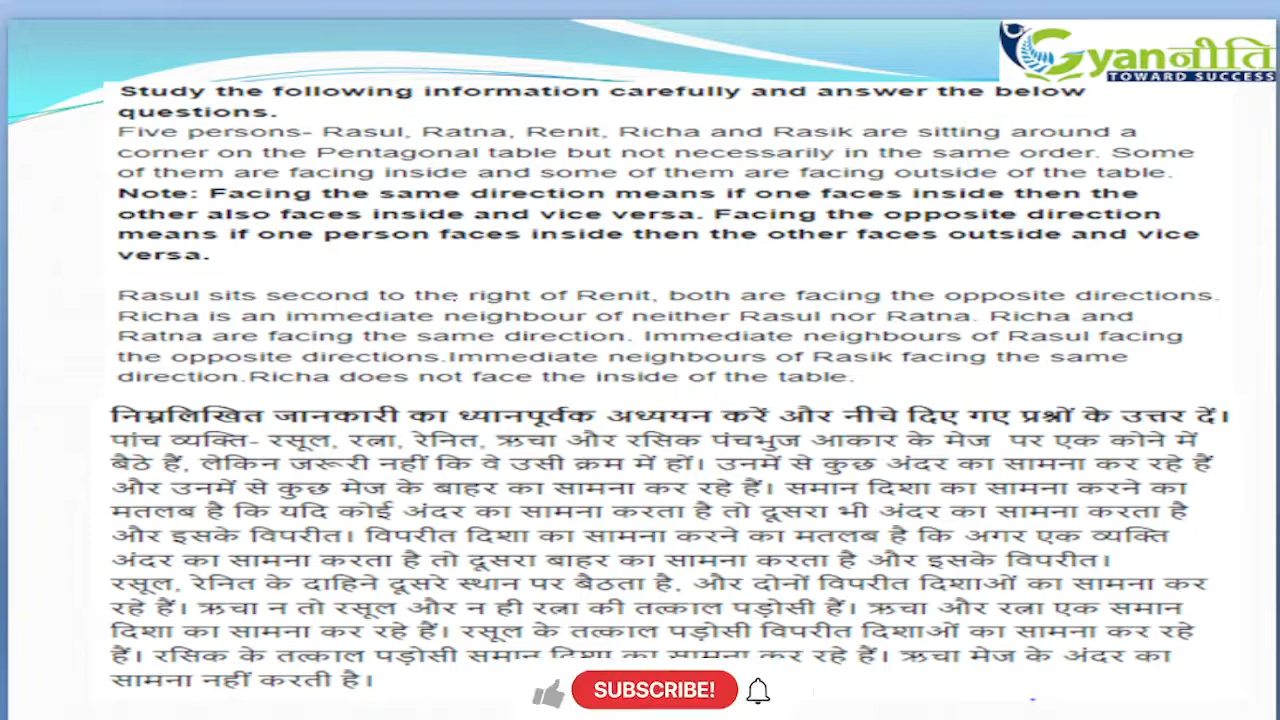 Gyanनीति
TOWARD SUCCESS
Study the following information carefully and answer the below
questions.
Five persons- Rasul, Ratna, Renit, Richa and Rasik are sitting around a
corner on the Pentagonal table but not necessarily in the same order. Some
of them are facing inside and some of them are facing outside of the table.
Note: Facing the same direction means if one faces inside then the
other also faces inside and vice versa. Facing the opposite direction
means if one person faces inside then the other faces outside and vice
versa.
Rasul sits second to the right of Renit, both are facing the opposite directions.
Richa is an immediate neighbour of neither Rasul nor Ratna. Richa and
Ratna are facing the same direction. Immediate neighbours of Rasul facing
the opposite directions.Immediate neighbours of Rasik facing the same
direction.Richa does not face the inside of the table.
निम्नलिखित जानकारी का ध्यानपूर्वक अध्ययन करें और नीचे दिए गए प्रश्नों के उत्तर दें।
पांच व्यक्ति- रसूल, रत्ना, रेनित, ऋचा और रसिक पंचभुज आकार के मेज पर एक कोने में
बैठे हैं, लेकिन जरूरी नहीं कि वे उसी क्रम में हों। उनमें से कुछ अंदर का सामना कर रहे हैं
और उनमें से कुछ मेज के बाहर का सामना कर रहे हैं। समान दिशा का सामना करने का
मतलब है कि यदि कोई अंदर का सामना करता है तो दूसरा भी अंदर का सामना करता है
और इसके विपरीत। विपरीत दिशा का सामना करने का मतलब है कि अगर एक व्यक्ति
अंदर का सामना करता है तो दूसरा बाहर का सामना करता है और इसके विपरीत।
रसूल, रेनित के दाहिने दूसरे स्थान पर बैठता है, और दोनों विपरीत दिशाओं का सामना कर
रहे हैं। ऋचा न तो रसूल और न ही रत्ना की तत्काल पड़ोसी हैं। ऋचा और रत्ना एक समान
दिशा का सामना कर रहे हैं। रसूल के तत्काल पड़ोसी विपरीत दिशाओं का सामना कर रहे
हैं। रसिक के तत्काल पड़ोसी समान दिशा का सामना कर रहे हैं। ऋचा मेज के अंदर का
सामना नहीं करती है।
SUBSCRIBE!